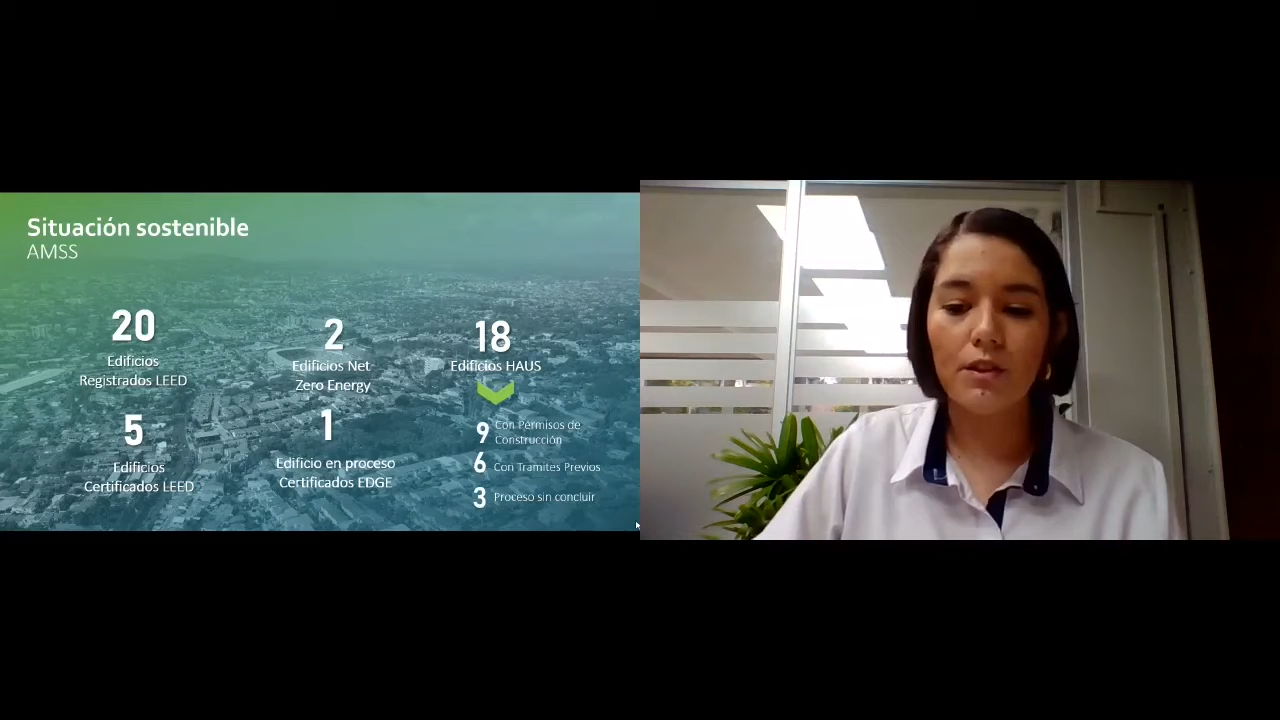 Situación sostenible
AMSS
20
Edificios
Registrados LEED
5
Edificios
Certificados LEED
2
Edificios Net
Zero Energy
1
Edificio en proceso
Certificados EDGE
18
Edificios HAUS
9 Con Permisos de
Construcción
6 Con Tramites Previos
3 Proceso sin concluir